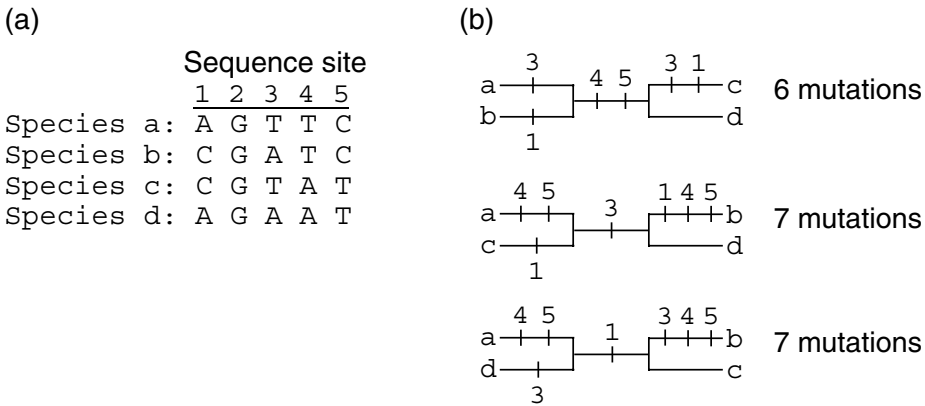 (a)
Sequence site
1 2 3 4 5
Species a: A G T T C
Species b: C G A T C
Species c: C G T A T
Species d: A G A A T
(b)
3 3 1
a 4 5 c
b d
1
6 mutations
4 5 1 4 5
a 3 b
c d
1
7 mutations
4 5 3 4 5
a 1 b
d c
3
7 mutations